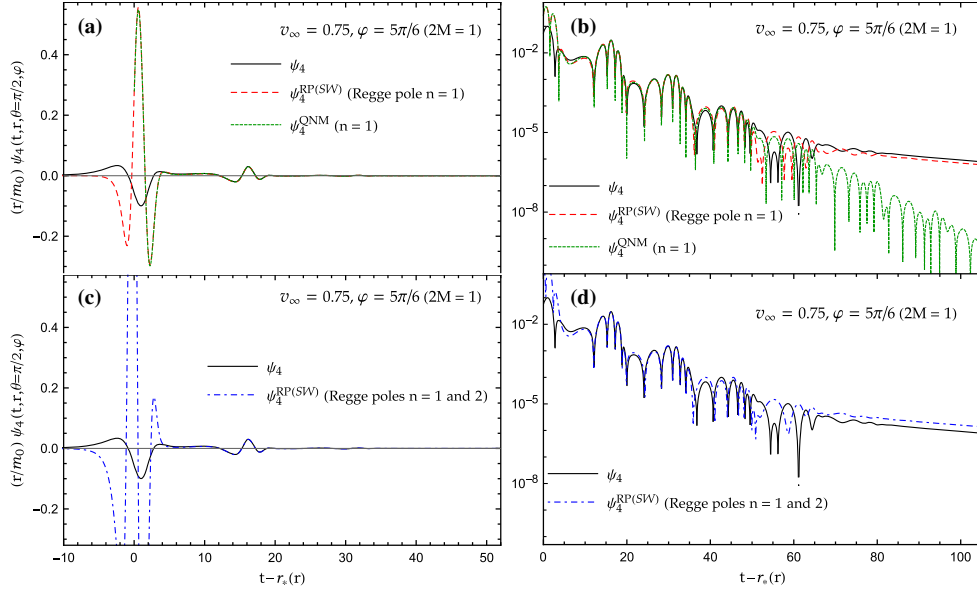 (a)
v∞ = 0.75, φ = 5π/6 (2M = 1)
ψ₄
ψ₄^RP(SW) (Regge pole n = 1)
ψ₄^QNM (n = 1)
(r/m₀) ψ₄(t,r,θ=π/2,φ)
0.4
0.2
0.0
-0.2
(b)
v∞ = 0.75, φ = 5π/6 (2M = 1)
ψ₄
ψ₄^RP(SW) (Regge pole n = 1)
ψ₄^QNM (n = 1)
10⁻²
10⁻⁵
10⁻⁸
(c)
v∞ = 0.75, φ = 5π/6 (2M = 1)
ψ₄
ψ₄^RP(SW) (Regge poles n = 1 and 2)
(r/m₀) ψ₄(t,r,θ=π/2,φ)
0.4
0.2
0.0
-0.2
-10 0 10 20 30 40 50
t−r*(r)
(d)
v∞ = 0.75, φ = 5π/6 (2M = 1)
ψ₄
ψ₄^RP(SW) (Regge poles n = 1 and 2)
10⁻²
10⁻⁵
10⁻⁸
0 20 40 60 80 100
t−r*(r)